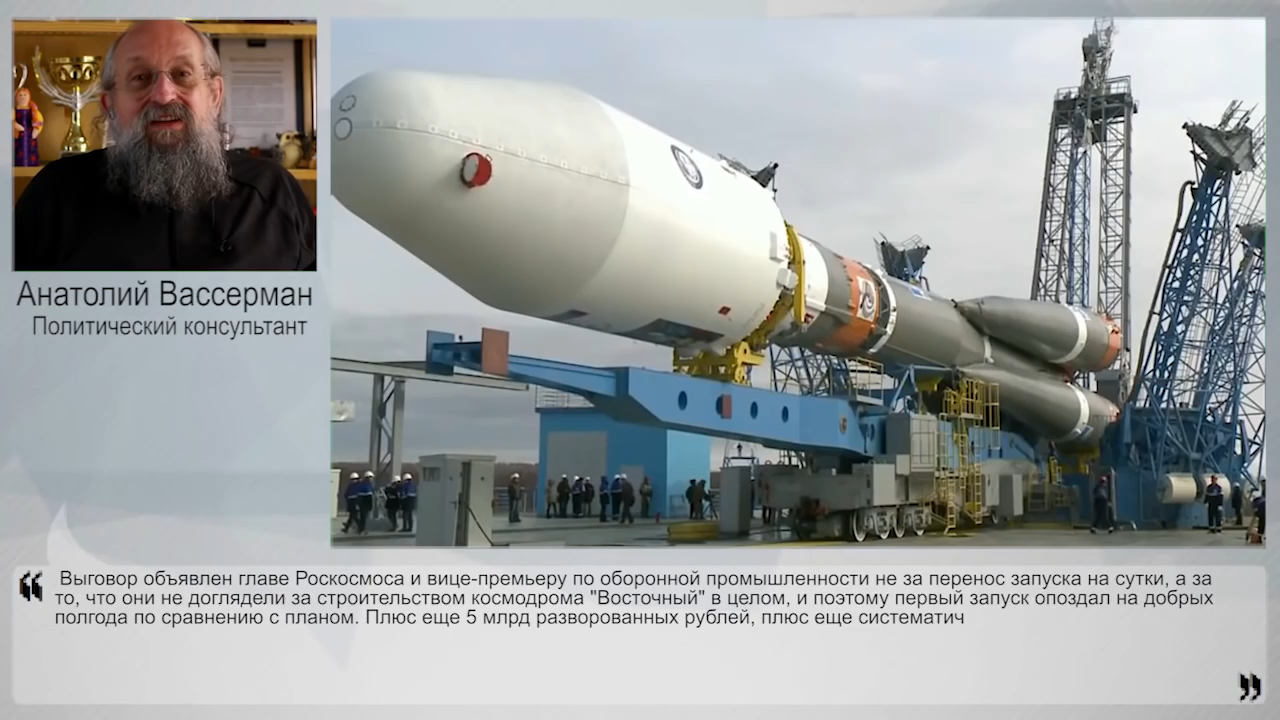 Анатолий Вассерман
Политический консультант
Выговор объявлен главе Роскосмоса и вице-премьеру по оборонной промышленности не за перенос запуска на сутки, а за
то, что они не доглядели за строительством космодрома "Восточный" в целом, и поэтому первый запуск опоздал на добрых
полгода по сравнению с планом. Плюс еще 5 млрд разворованных рублей, плюс еще систематич